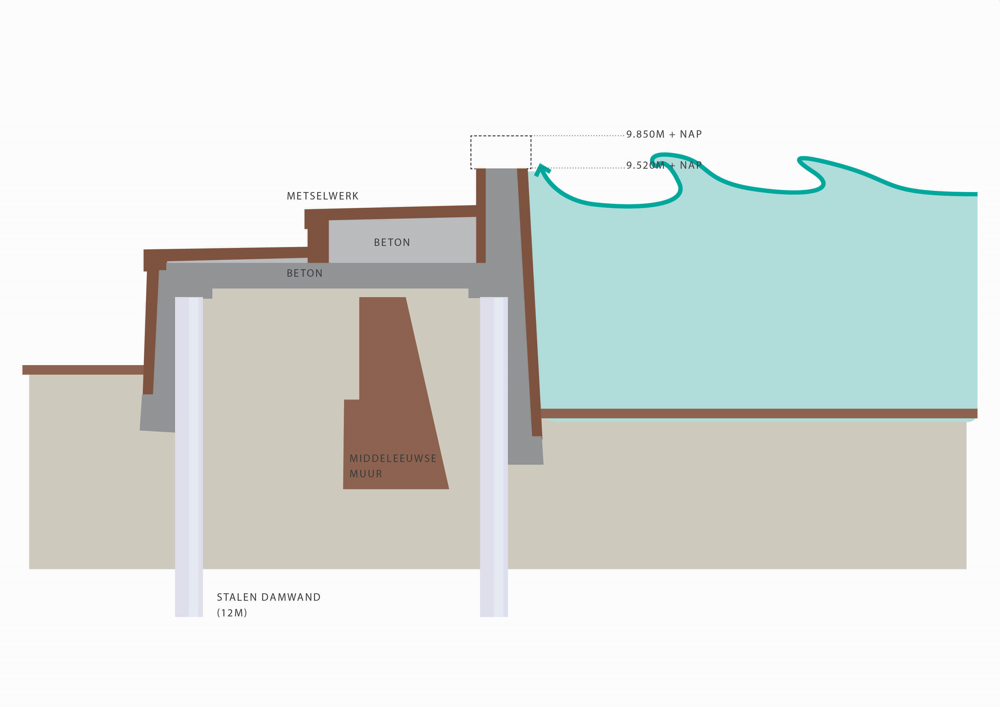 9.850M + NAP
9.520M + NAP
METSELWERK
BETON
BETON
MIDDELEEUWSE
MUUR
STALEN DAMWAND
(12M)